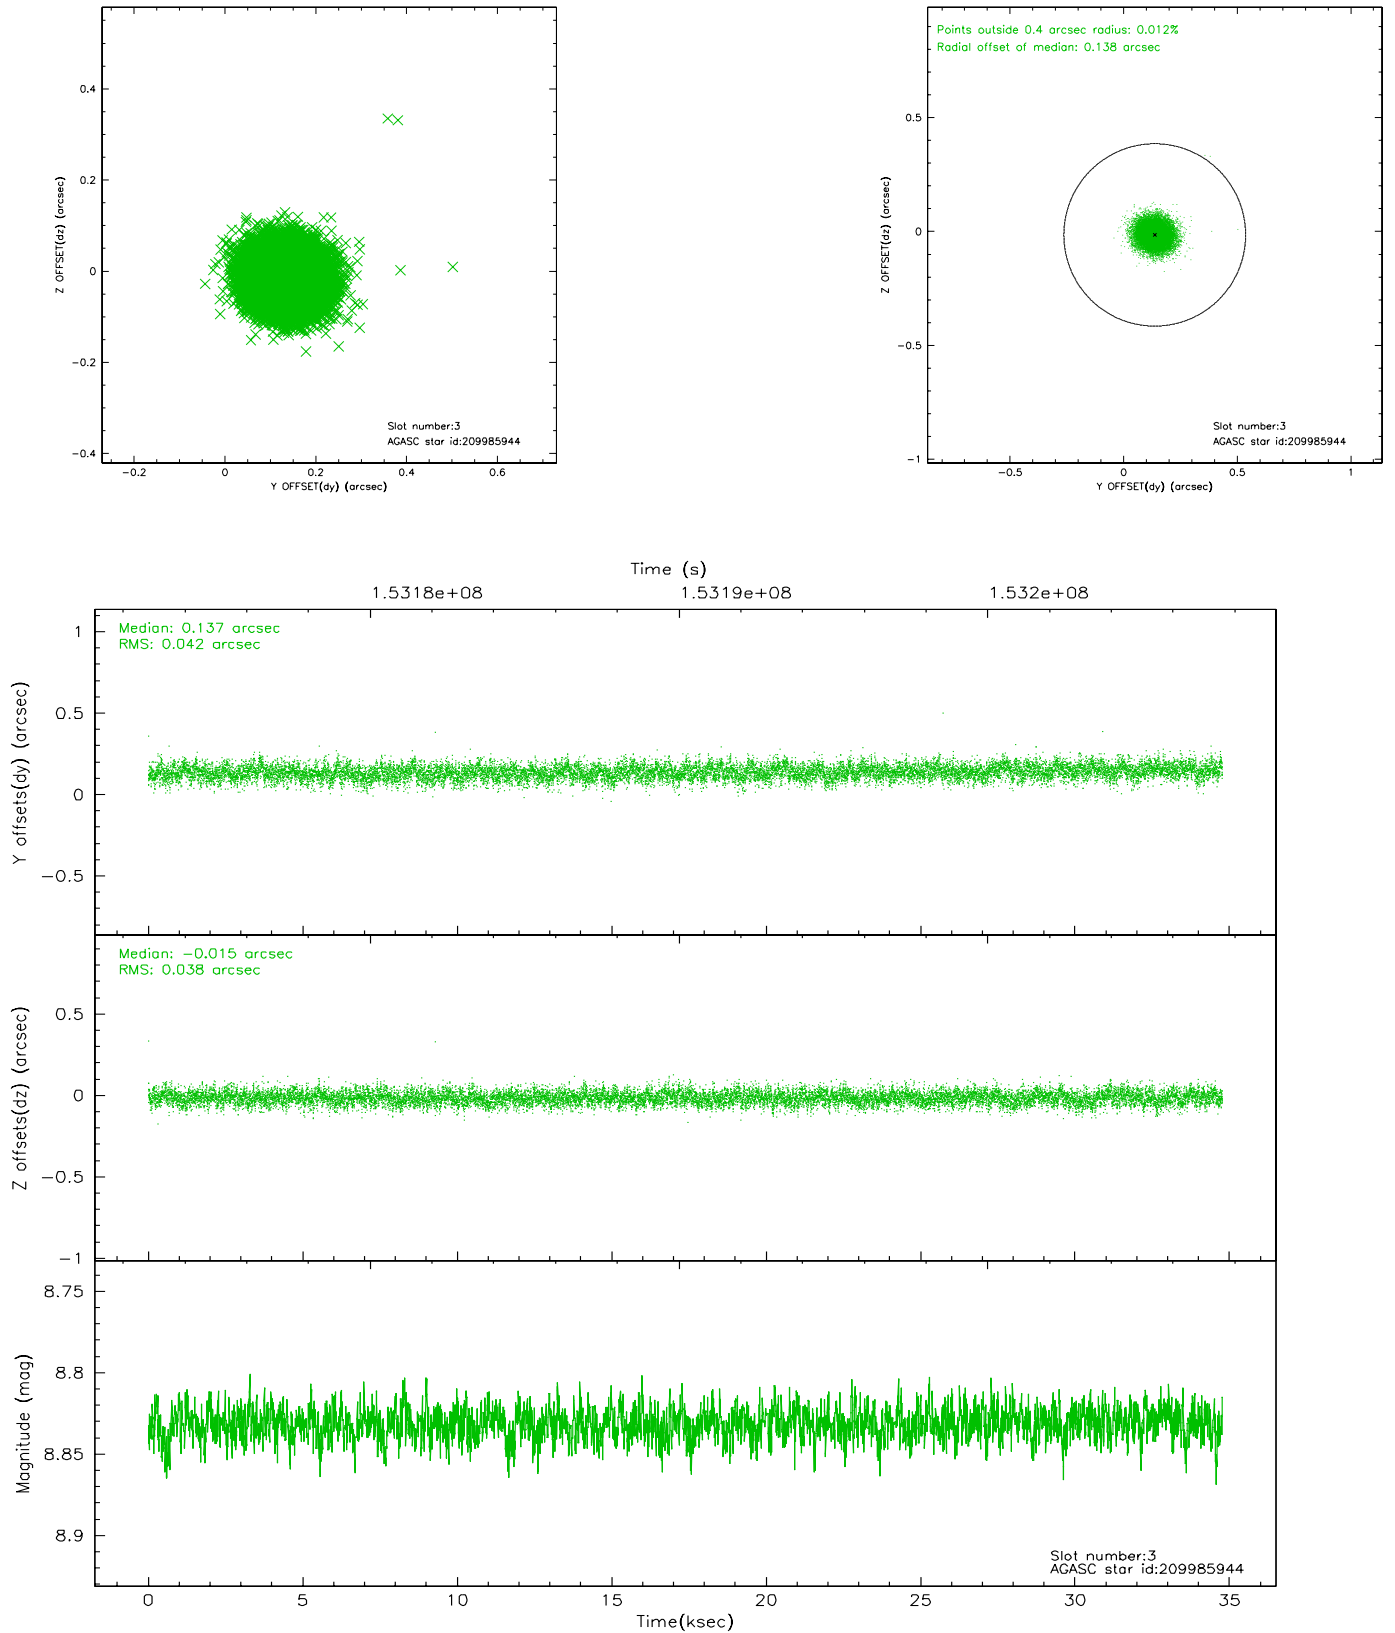 0.4
0.2
0
−0.2
−0.4
−0.2
0
0.2
0.4
0.6
Z OFFSET(dz) (arcsec)
Y OFFSET(dy) (arcsec)
Slot number:3
AGASC star id:209985944
Points outside 0.4 arcsec radius: 0.012%
Radial offset of median: 0.138 arcsec
0.5
0
−0.5
−1
−0.5
0
0.5
1
Z OFFSET(dz) (arcsec)
Y OFFSET(dy) (arcsec)
Slot number:3
AGASC star id:209985944
Time (s)
1.5318e+08
1.5319e+08
1.532e+08
Median: 0.137 arcsec
RMS: 0.042 arcsec
1
0.5
0
−0.5
Y offsets(dy) (arcsec)
Median: −0.015 arcsec
RMS: 0.038 arcsec
0.5
0
−0.5
−1
Z offsets(dz) (arcsec)
8.75
8.8
8.85
8.9
Magnitude (mag)
Slot number:3
AGASC star id:209985944
0
5
10
15
20
25
30
35
Time(ksec)